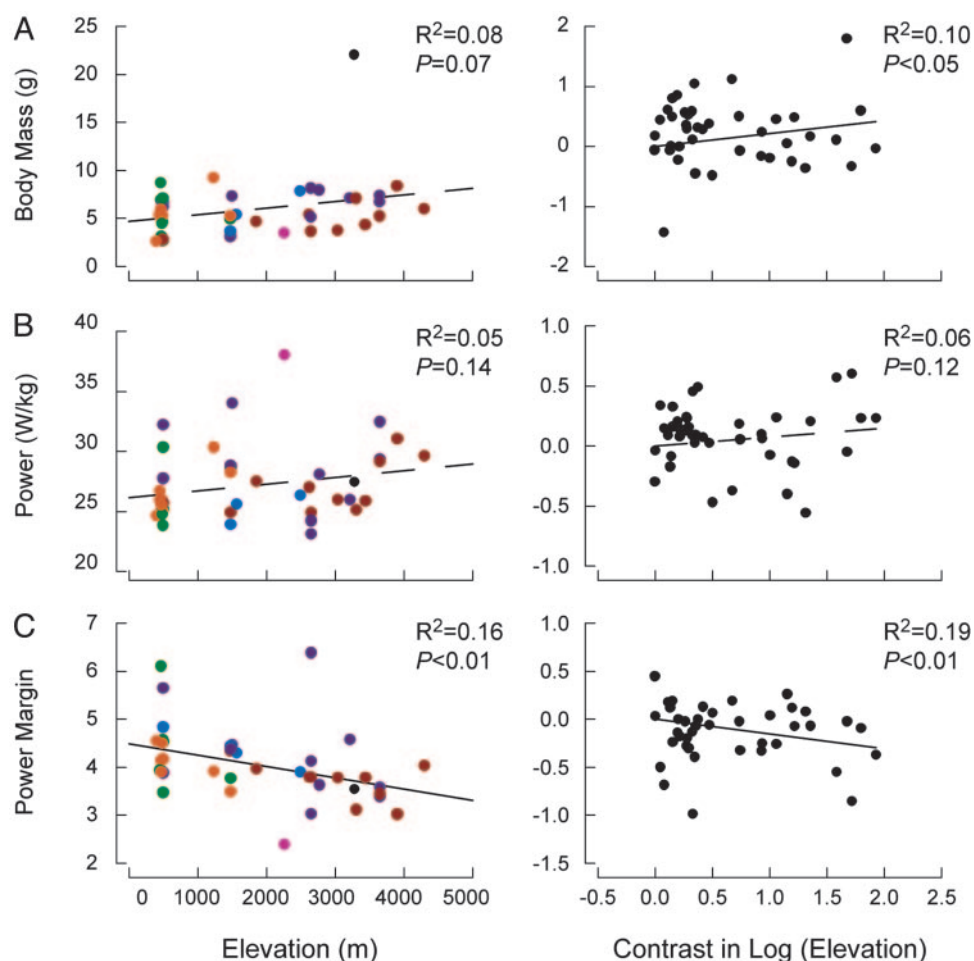 A
Body Mass (g)
25
20
15
10
5
0
R²=0.08
P=0.07
2
1
0
-1
-2
R²=0.10
P<0.05
B
Power (W/kg)
40
35
30
25
20
R²=0.05
P=0.14
1.0
0.5
0.0
-0.5
-1.0
R²=0.06
P=0.12
C
Power Margin
7
6
5
4
3
2
R²=0.16
P<0.01
1.0
0.5
0.0
-0.5
-1.0
-1.5
R²=0.19
P<0.01
0 1000 2000 3000 4000 5000
-0.5 0.0 0.5 1.0 1.5 2.0 2.5
Elevation (m)
Contrast in Log (Elevation)